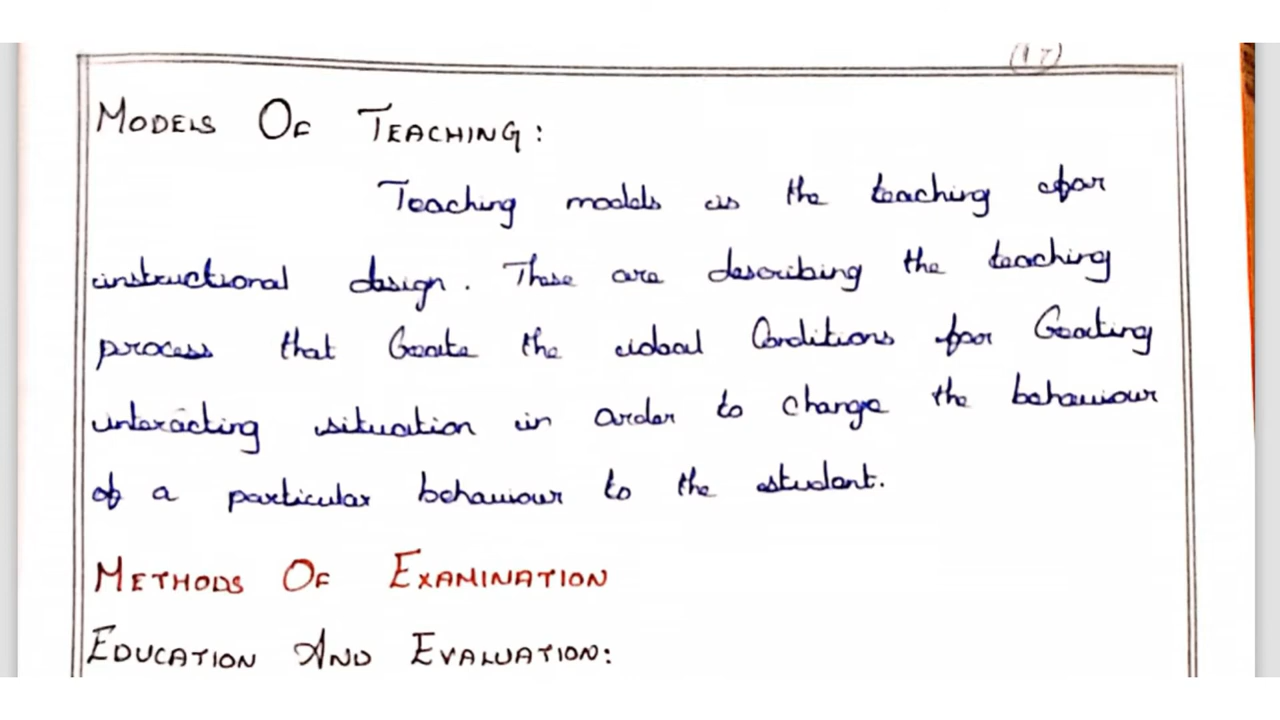 (17)
MODELS OF TEACHING:
Teaching models is the teaching for
instructional design. These are describing the teaching
process that Create the ideal Conditions for Creating
interacting situation in order to change the behaviour
of a particular behaviour to the student.
METHODS OF EXAMINATION
EDUCATION AND EVALUATION: